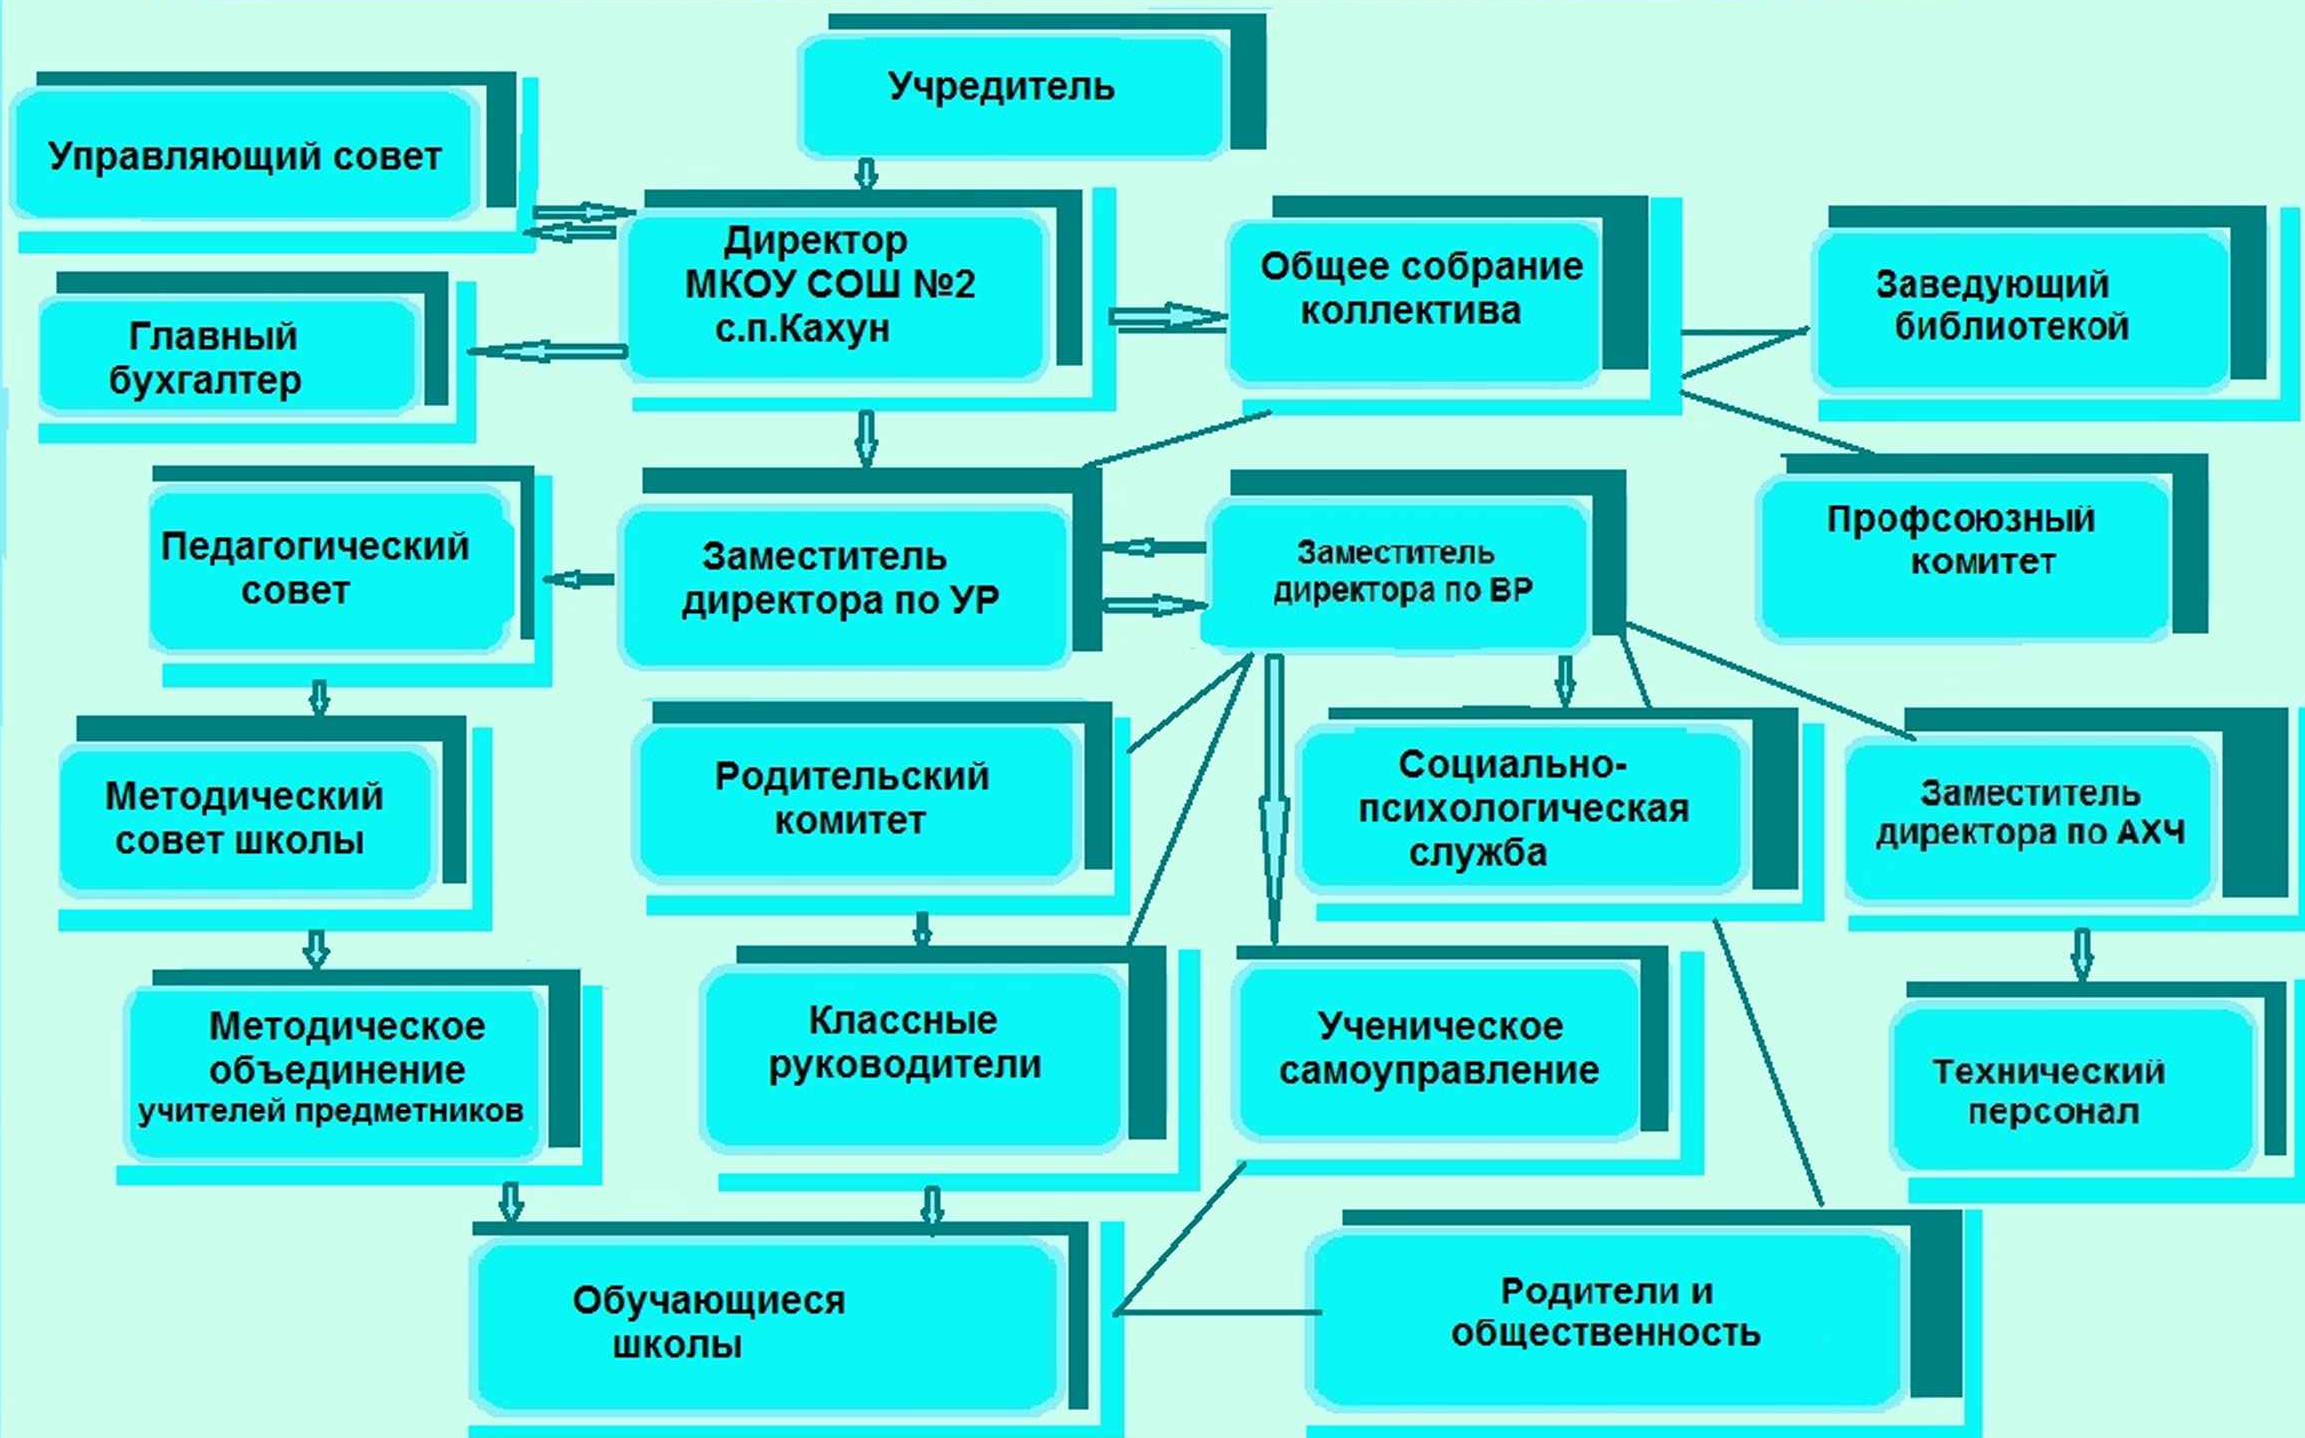 Учредитель
Управляющий совет
Директор
МКОУ СОШ №2
с.п.Кахун
Общее собрание
коллектива
Заведующий
библиотекой
Главный
бухгалтер
Педагогический
совет
Заместитель
директора по УР
Заместитель
директора по ВР
Профсоюзный
комитет
Методический
совет школы
Родительский
комитет
Социально-
психологическая
служба
Заместитель
директора по АХЧ
Методическое
объединение
учителей предметников
Классные
руководители
Ученическое
самоуправление
Технический
персонал
Обучающиеся
школы
Родители и
общественность